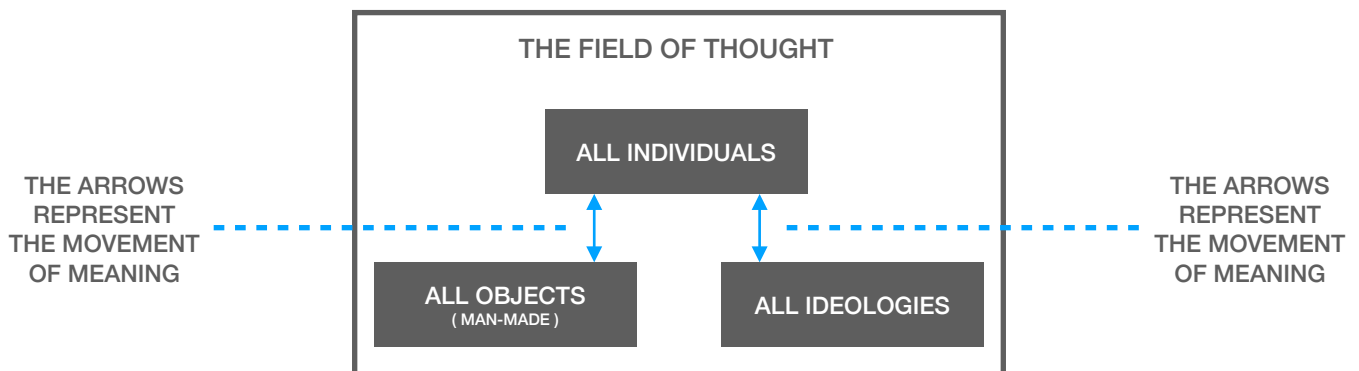 THE FIELD OF THOUGHT
ALL INDIVIDUALS
THE ARROWS
REPRESENT
THE MOVEMENT
OF MEANING
THE ARROWS
REPRESENT
THE MOVEMENT
OF MEANING
ALL OBJECTS
( MAN-MADE )
ALL IDEOLOGIES